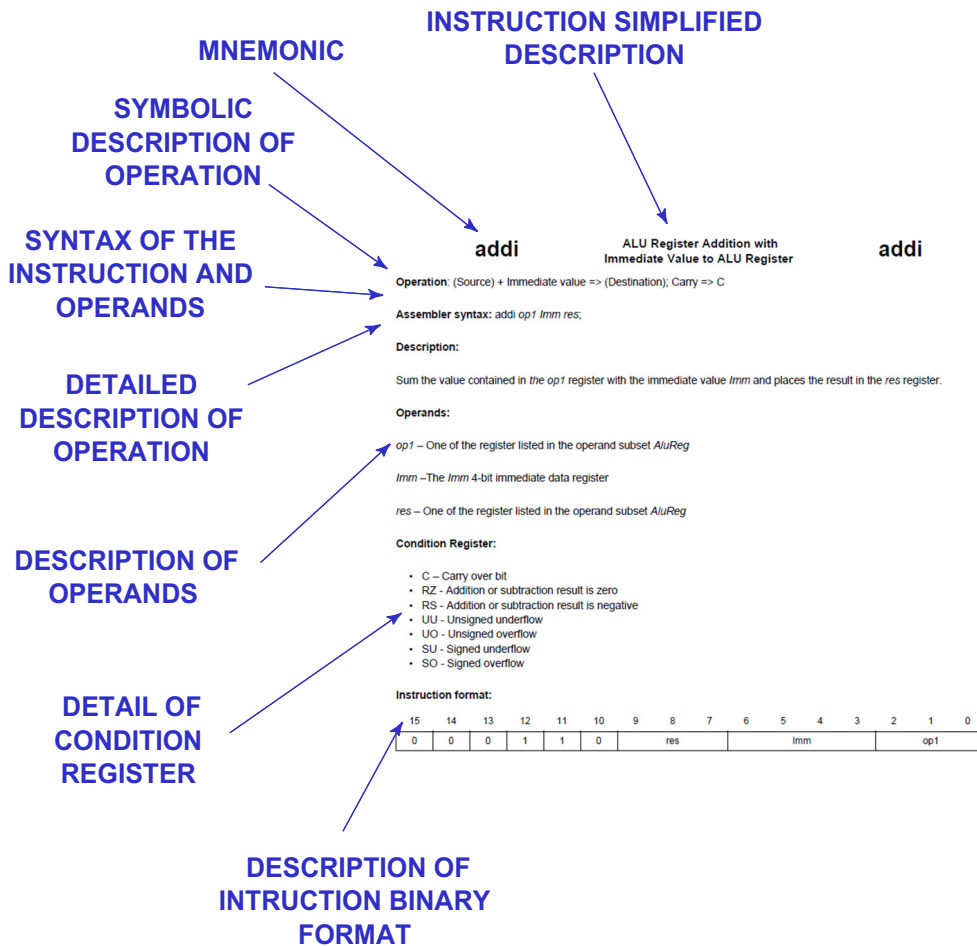 INSTRUCTION SIMPLIFIED
DESCRIPTION
MNEMONIC
SYMBOLIC
DESCRIPTION OF
OPERATION
SYNTAX OF THE
INSTRUCTION AND
OPERANDS
DETAILED
DESCRIPTION OF
OPERATION
DESCRIPTION OF
OPERANDS
DETAIL OF
CONDITION
REGISTER
DESCRIPTION OF
INTRUCTION BINARY
FORMAT
addi
ALU Register Addition with
Immediate Value to ALU Register
addi
Operation: (Source) + Immediate value => (Destination); Carry => C
Assembler syntax: addi op1 Imm res;
Description:
Sum the value contained in the op1 register with the immediate value Imm and places the result in the res register.
Operands:
op1 – One of the register listed in the operand subset AluReg
Imm –The Imm 4-bit immediate data register
res – One of the register listed in the operand subset AluReg
Condition Register:
• C – Carry over bit
• RZ - Addition or subtraction result is zero
• RS - Addition or subtraction result is negative
• UU - Unsigned underflow
• UO - Unsigned overflow
• SU - Signed underflow
• SO - Signed overflow
Instruction format:
15 14 13 12 11 10 9 8 7 6 5 4 3 2 1 0
0 0 0 1 1 0 res Imm op1